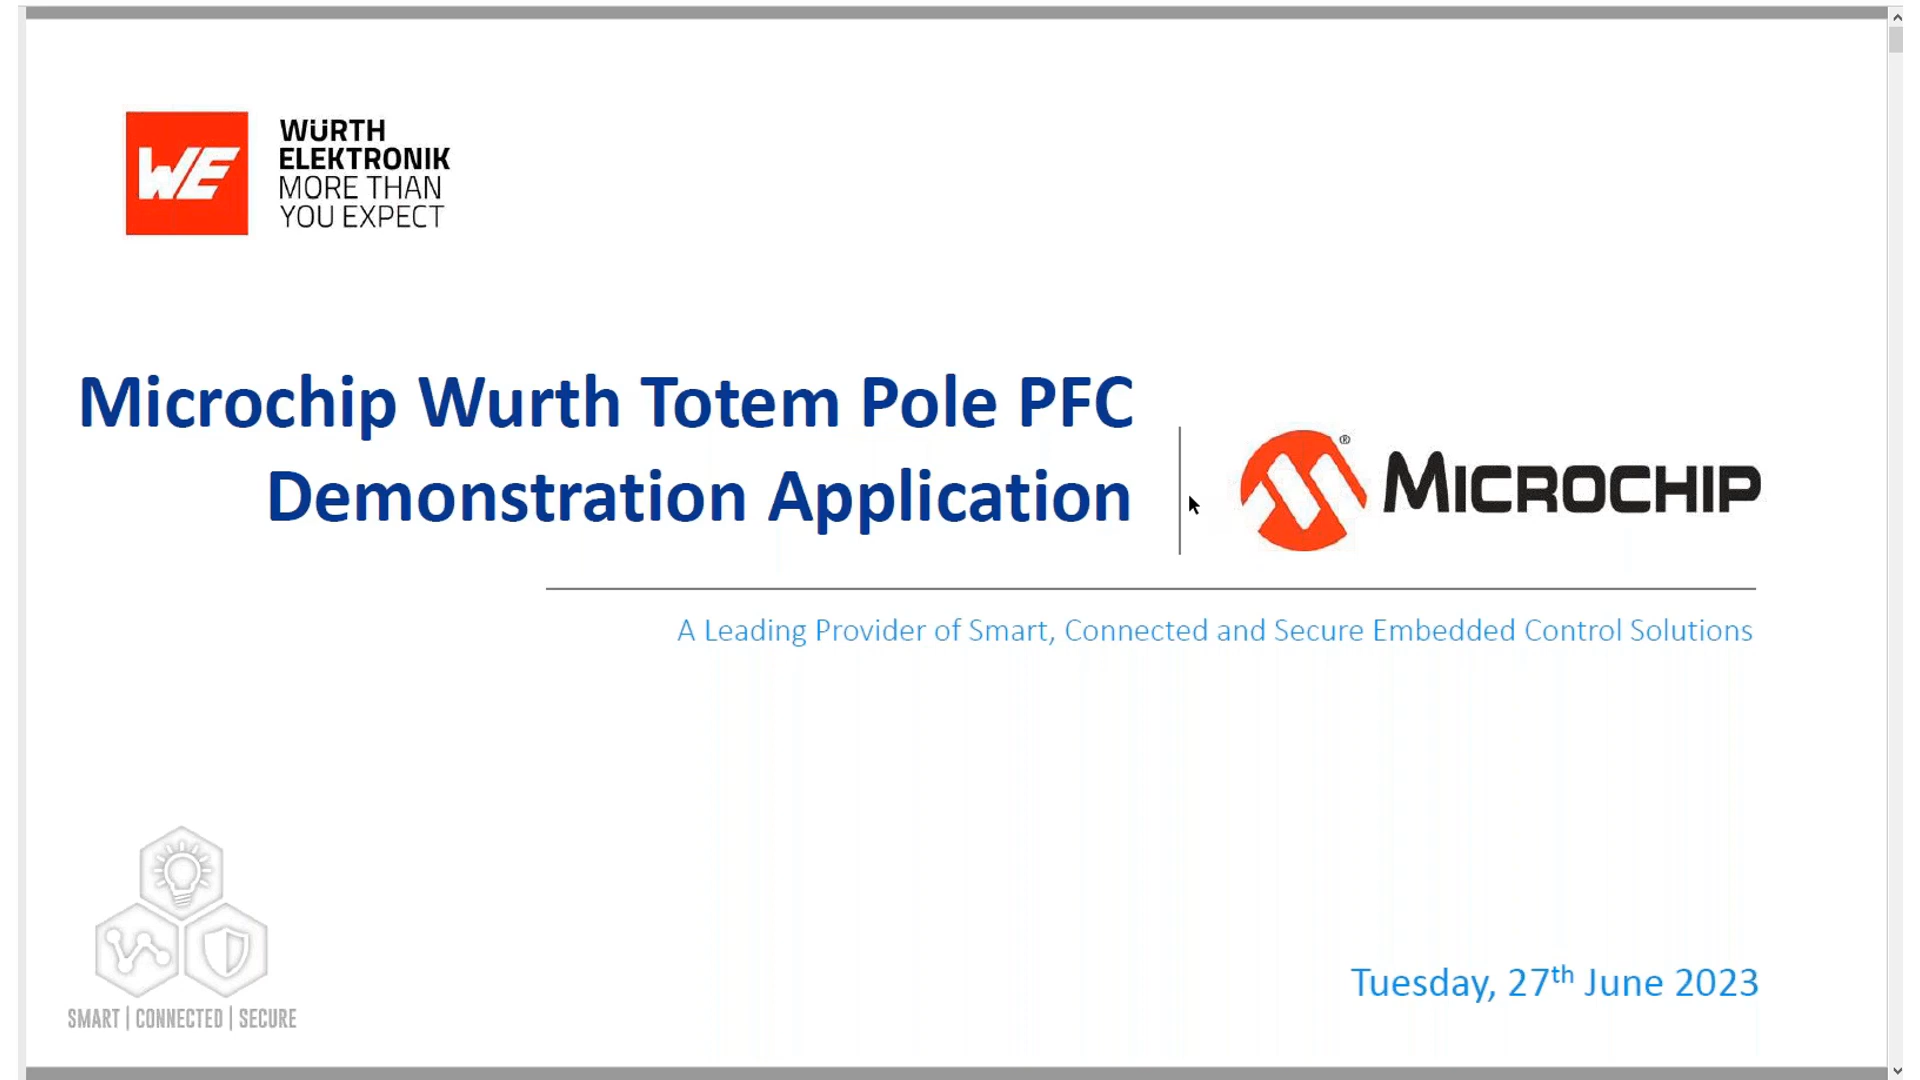 WE
WÜRTH
ELEKTRONIK
MORE THAN
YOU EXPECT
Microchip Wurth Totem Pole PFC
Demonstration Application
MICROCHIP®
A Leading Provider of Smart, Connected and Secure Embedded Control Solutions
SMART | CONNECTED | SECURE
Tuesday, 27th June 2023